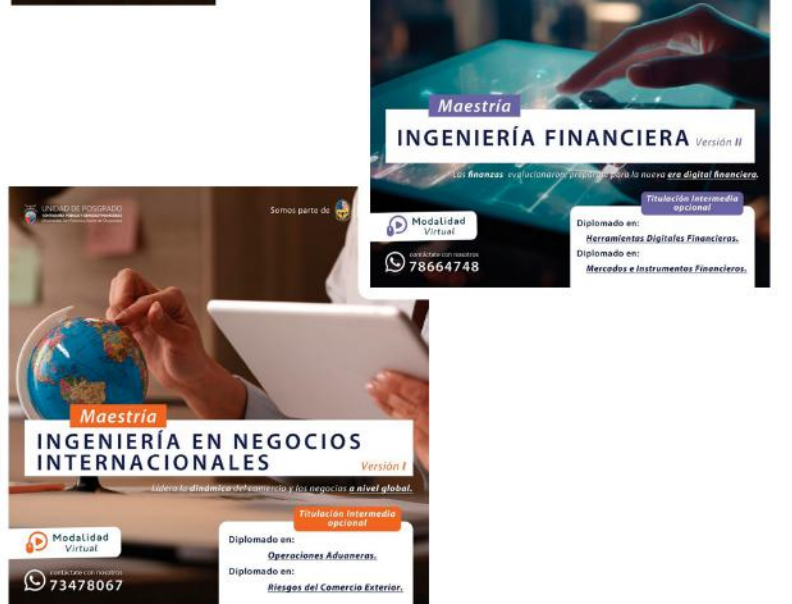 Maestría
INGENIERÍA FINANCIERA Versión II
Las finanzas evolucionaron, prepárate para la nueva era digital financiera.
Titulación Intermedia
opcional
Modalidad
Virtual
Diplomado en:
Herramientas Digitales Financieras.
Diplomado en:
Mercados e Instrumentos Financieros.
contáctate con nosotros
78664748
UNIDAD DE POSGRADO
Somos parte de
Maestría
INGENIERÍA EN NEGOCIOS
INTERNACIONALES
Versión I
Lidera la dinámica del comercio y los negocios a nivel global.
Titulación Intermedia
opcional
Modalidad
Virtual
Diplomado en:
Operaciones Aduaneras.
Diplomado en:
Riesgos del Comercio Exterior.
contáctate con nosotros
73478067